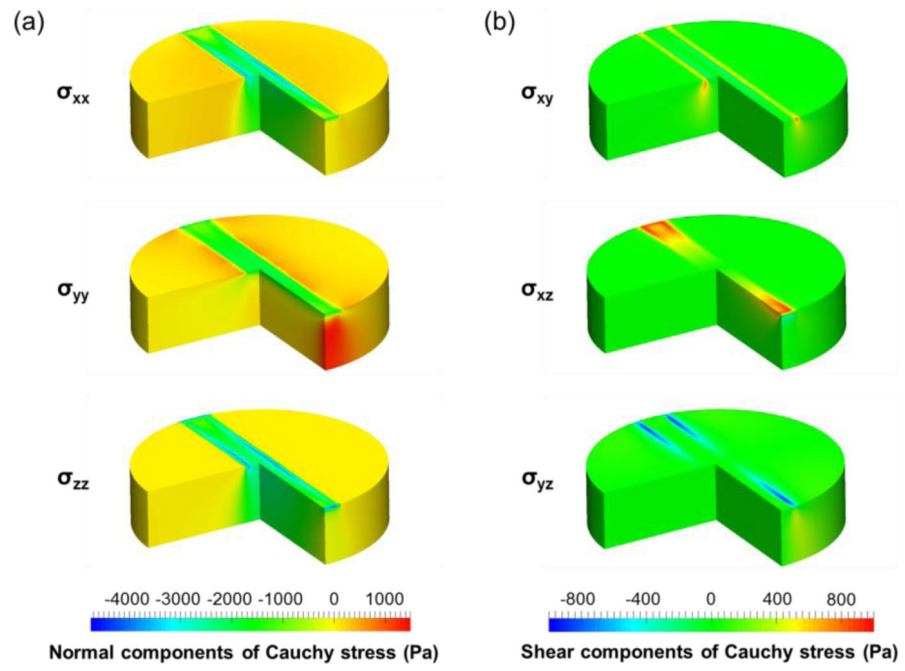 (a) (b)
σxx σxy
σyy σxz
σzz σyz
-4000 -3000 -2000 -1000 0 1000 -800 -400 0 400 800
Normal components of Cauchy stress (Pa) Shear components of Cauchy stress (Pa)